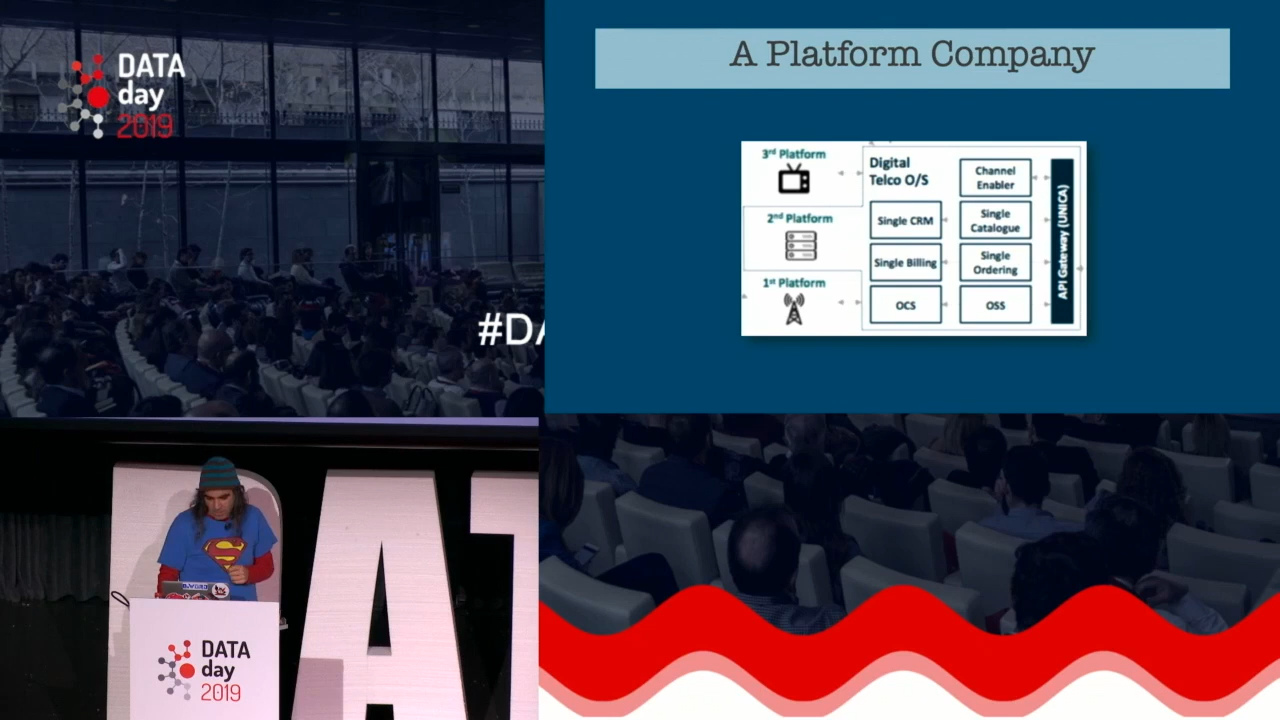 DATA
day
2019
#DA
A Platform Company
3rd Platform
2nd Platform
1st Platform
Digital
Telco O/S
Channel
Enabler
Single CRM
Single
Catalogue
Single Billing
Single
Ordering
OCS
OSS
API Gateway (UNICA)
DATA
day
2019